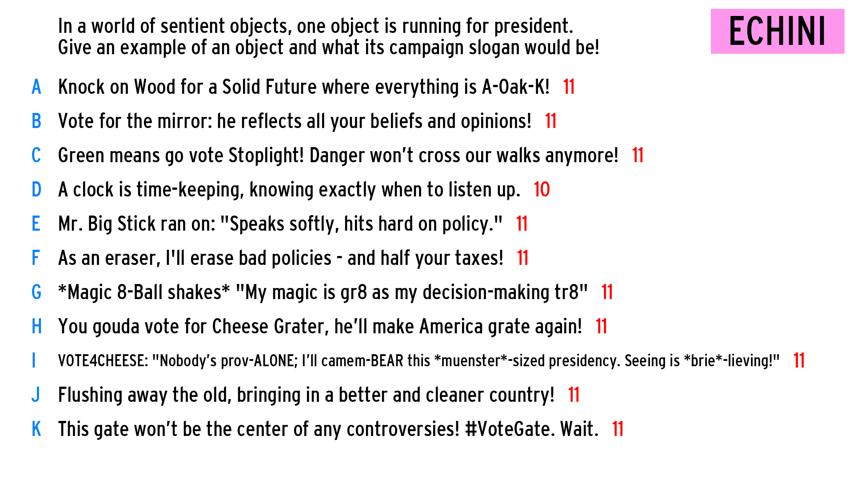 In a world of sentient objects, one object is running for president.
Give an example of an object and what its campaign slogan would be!
ECHINI
A Knock on Wood for a Solid Future where everything is A-Oak-K! 11
B Vote for the mirror: he reflects all your beliefs and opinions! 11
C Green means go vote Stoplight! Danger won't cross our walks anymore! 11
D A clock is time-keeping, knowing exactly when to listen up. 10
E Mr. Big Stick ran on: "Speaks softly, hits hard on policy." 11
F As an eraser, I'll erase bad policies - and half your taxes! 11
G *Magic 8-Ball shakes* "My magic is gr8 as my decision-making tr8" 11
H You gouda vote for Cheese Grater, he'll make America grate again! 11
I VOTE4CHEESE: "Nobody's prov-ALONE; I'll camem-BEAR this *muenster*-sized presidency. Seeing is *brie*-lieving!" 11
J Flushing away the old, bringing in a better and cleaner country! 11
K This gate won't be the center of any controversies! #VoteGate. Wait. 11